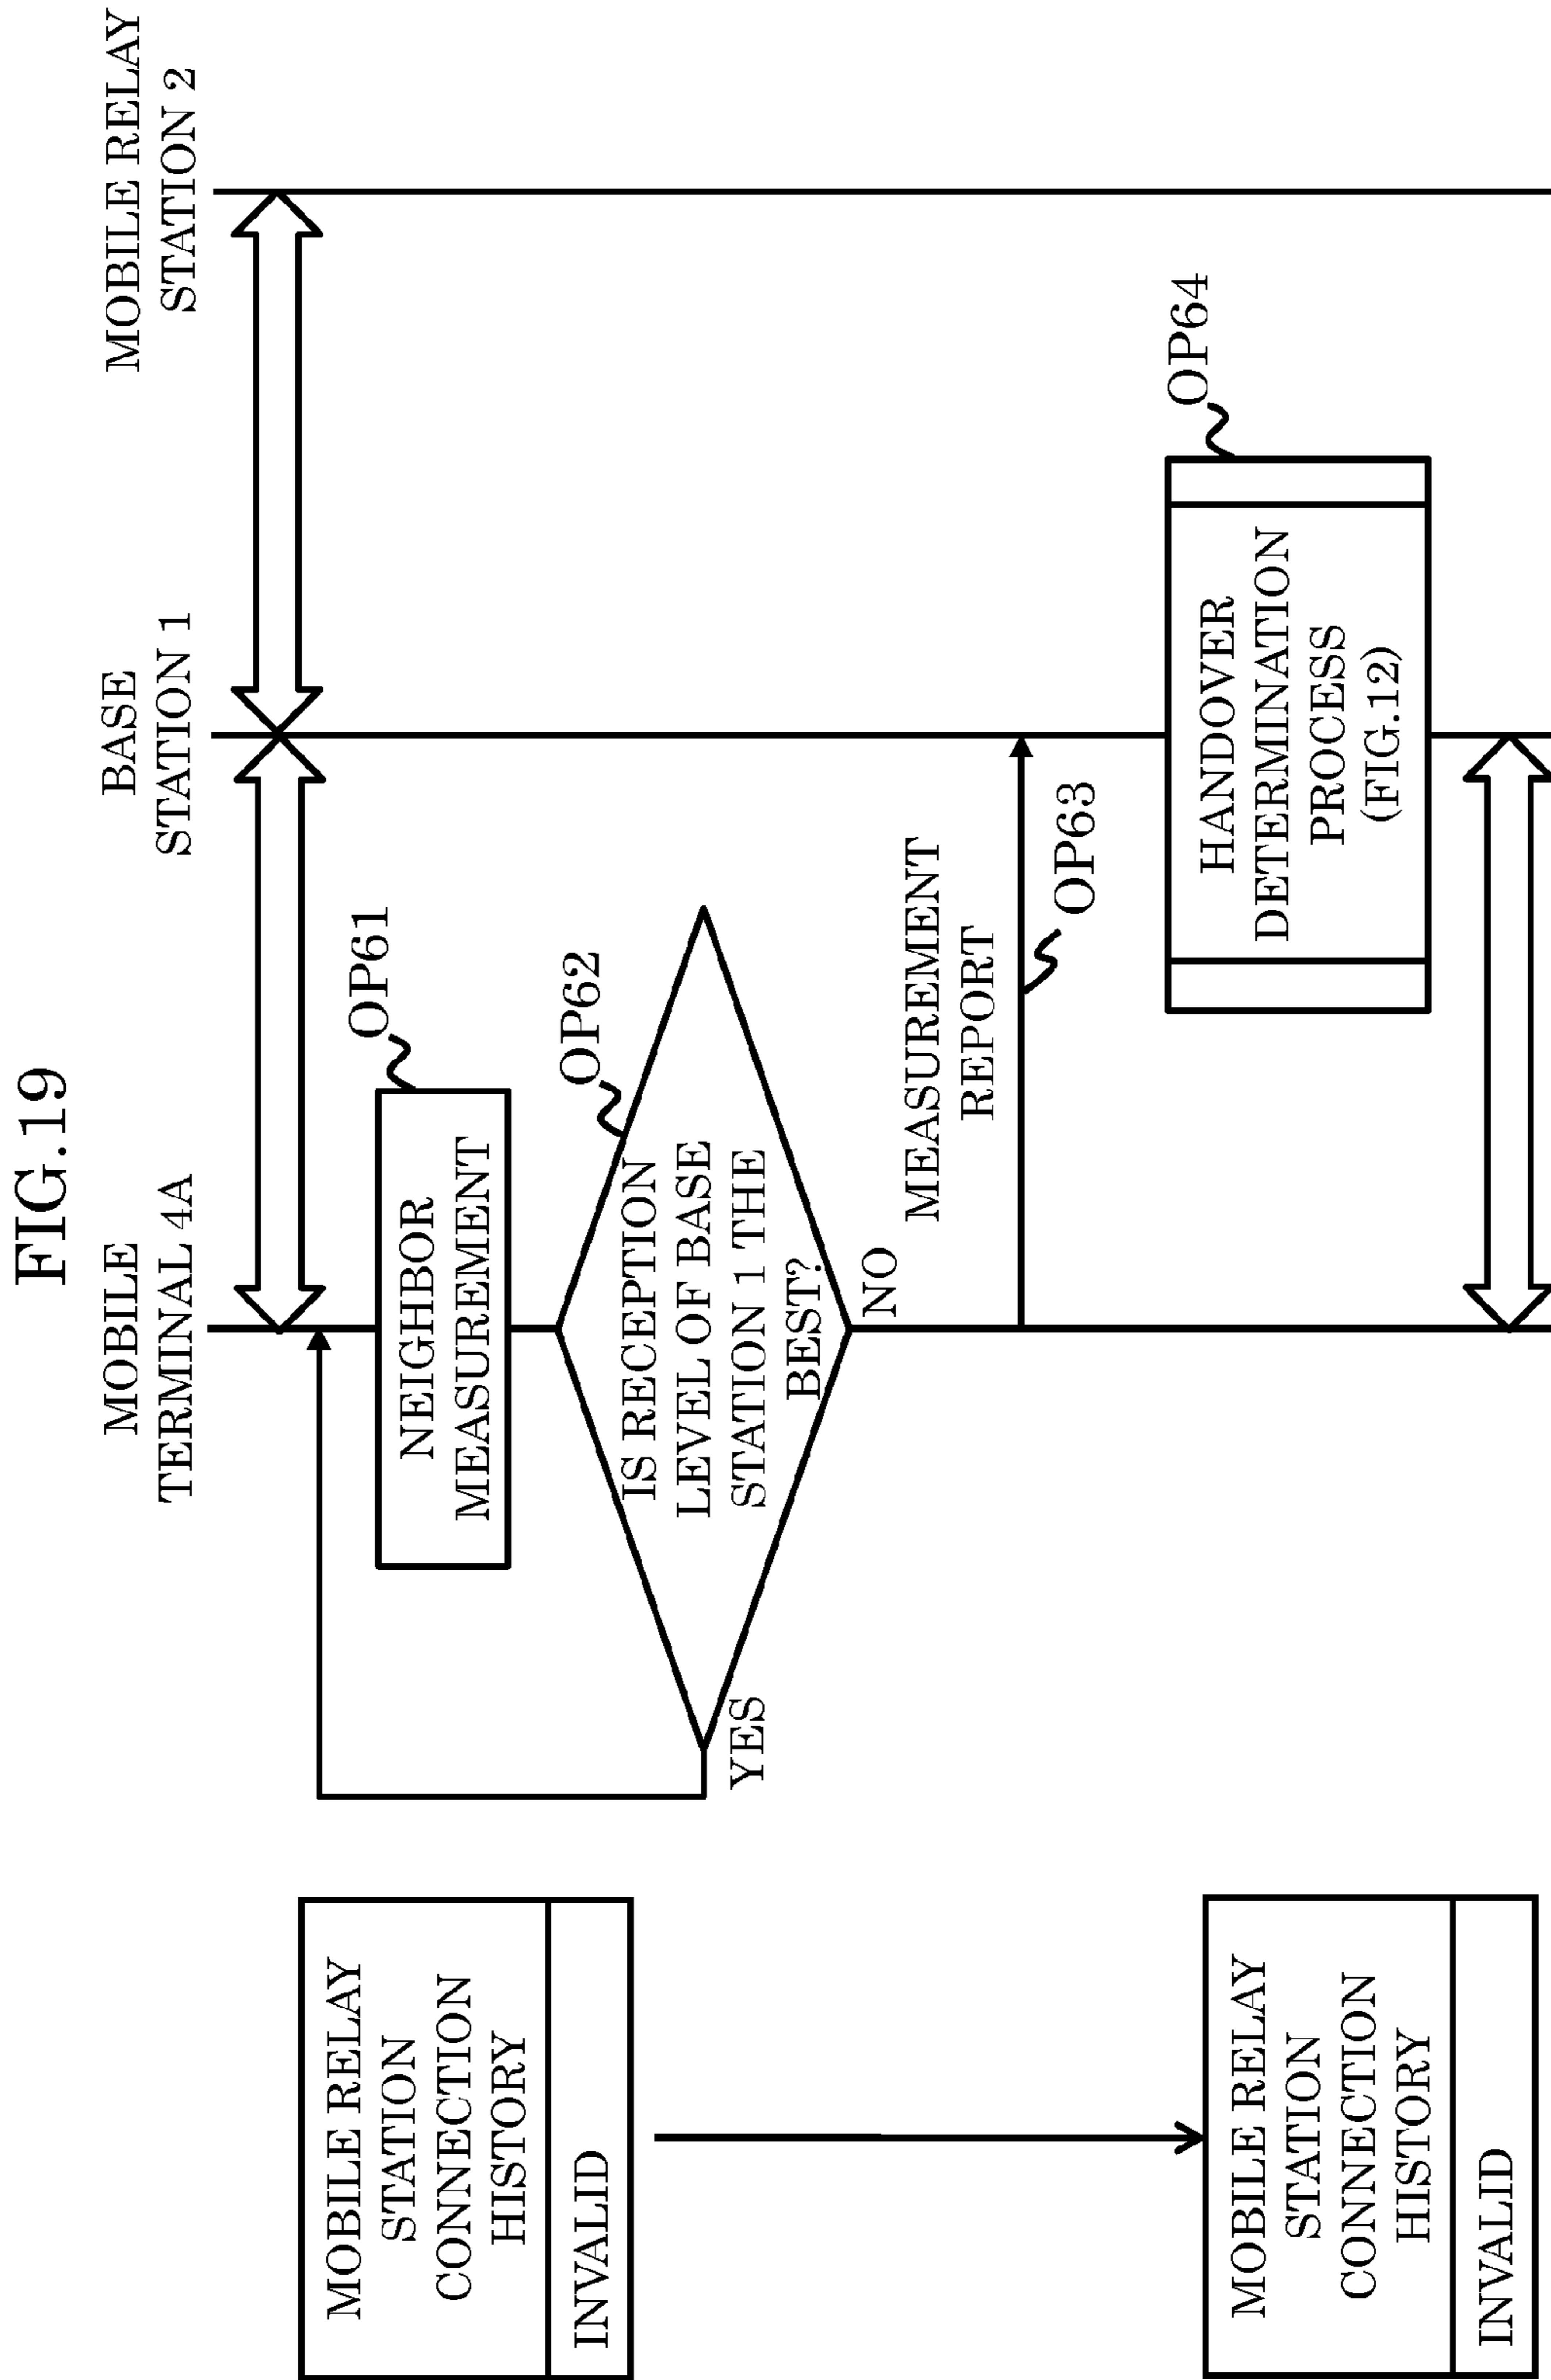 FIG.19
MOBILE RELAY
STATION
CONNECTION
HISTORY
INVALID
MOBILE
TERMINAL 4A
BASE
STATION 1
MOBILE RELAY
STATION 2
NEIGHBOR
MEASUREMENT
OP61
IS RECEPTION
LEVEL OF BASE
STATION 1 THE
BEST?
OP62
YES
NO
MEASUREMENT
REPORT
OP63
HANDOVER
DETERMINATION
PROCESS
(FIG.12)
OP64
MOBILE RELAY
STATION
CONNECTION
HISTORY
INVALID